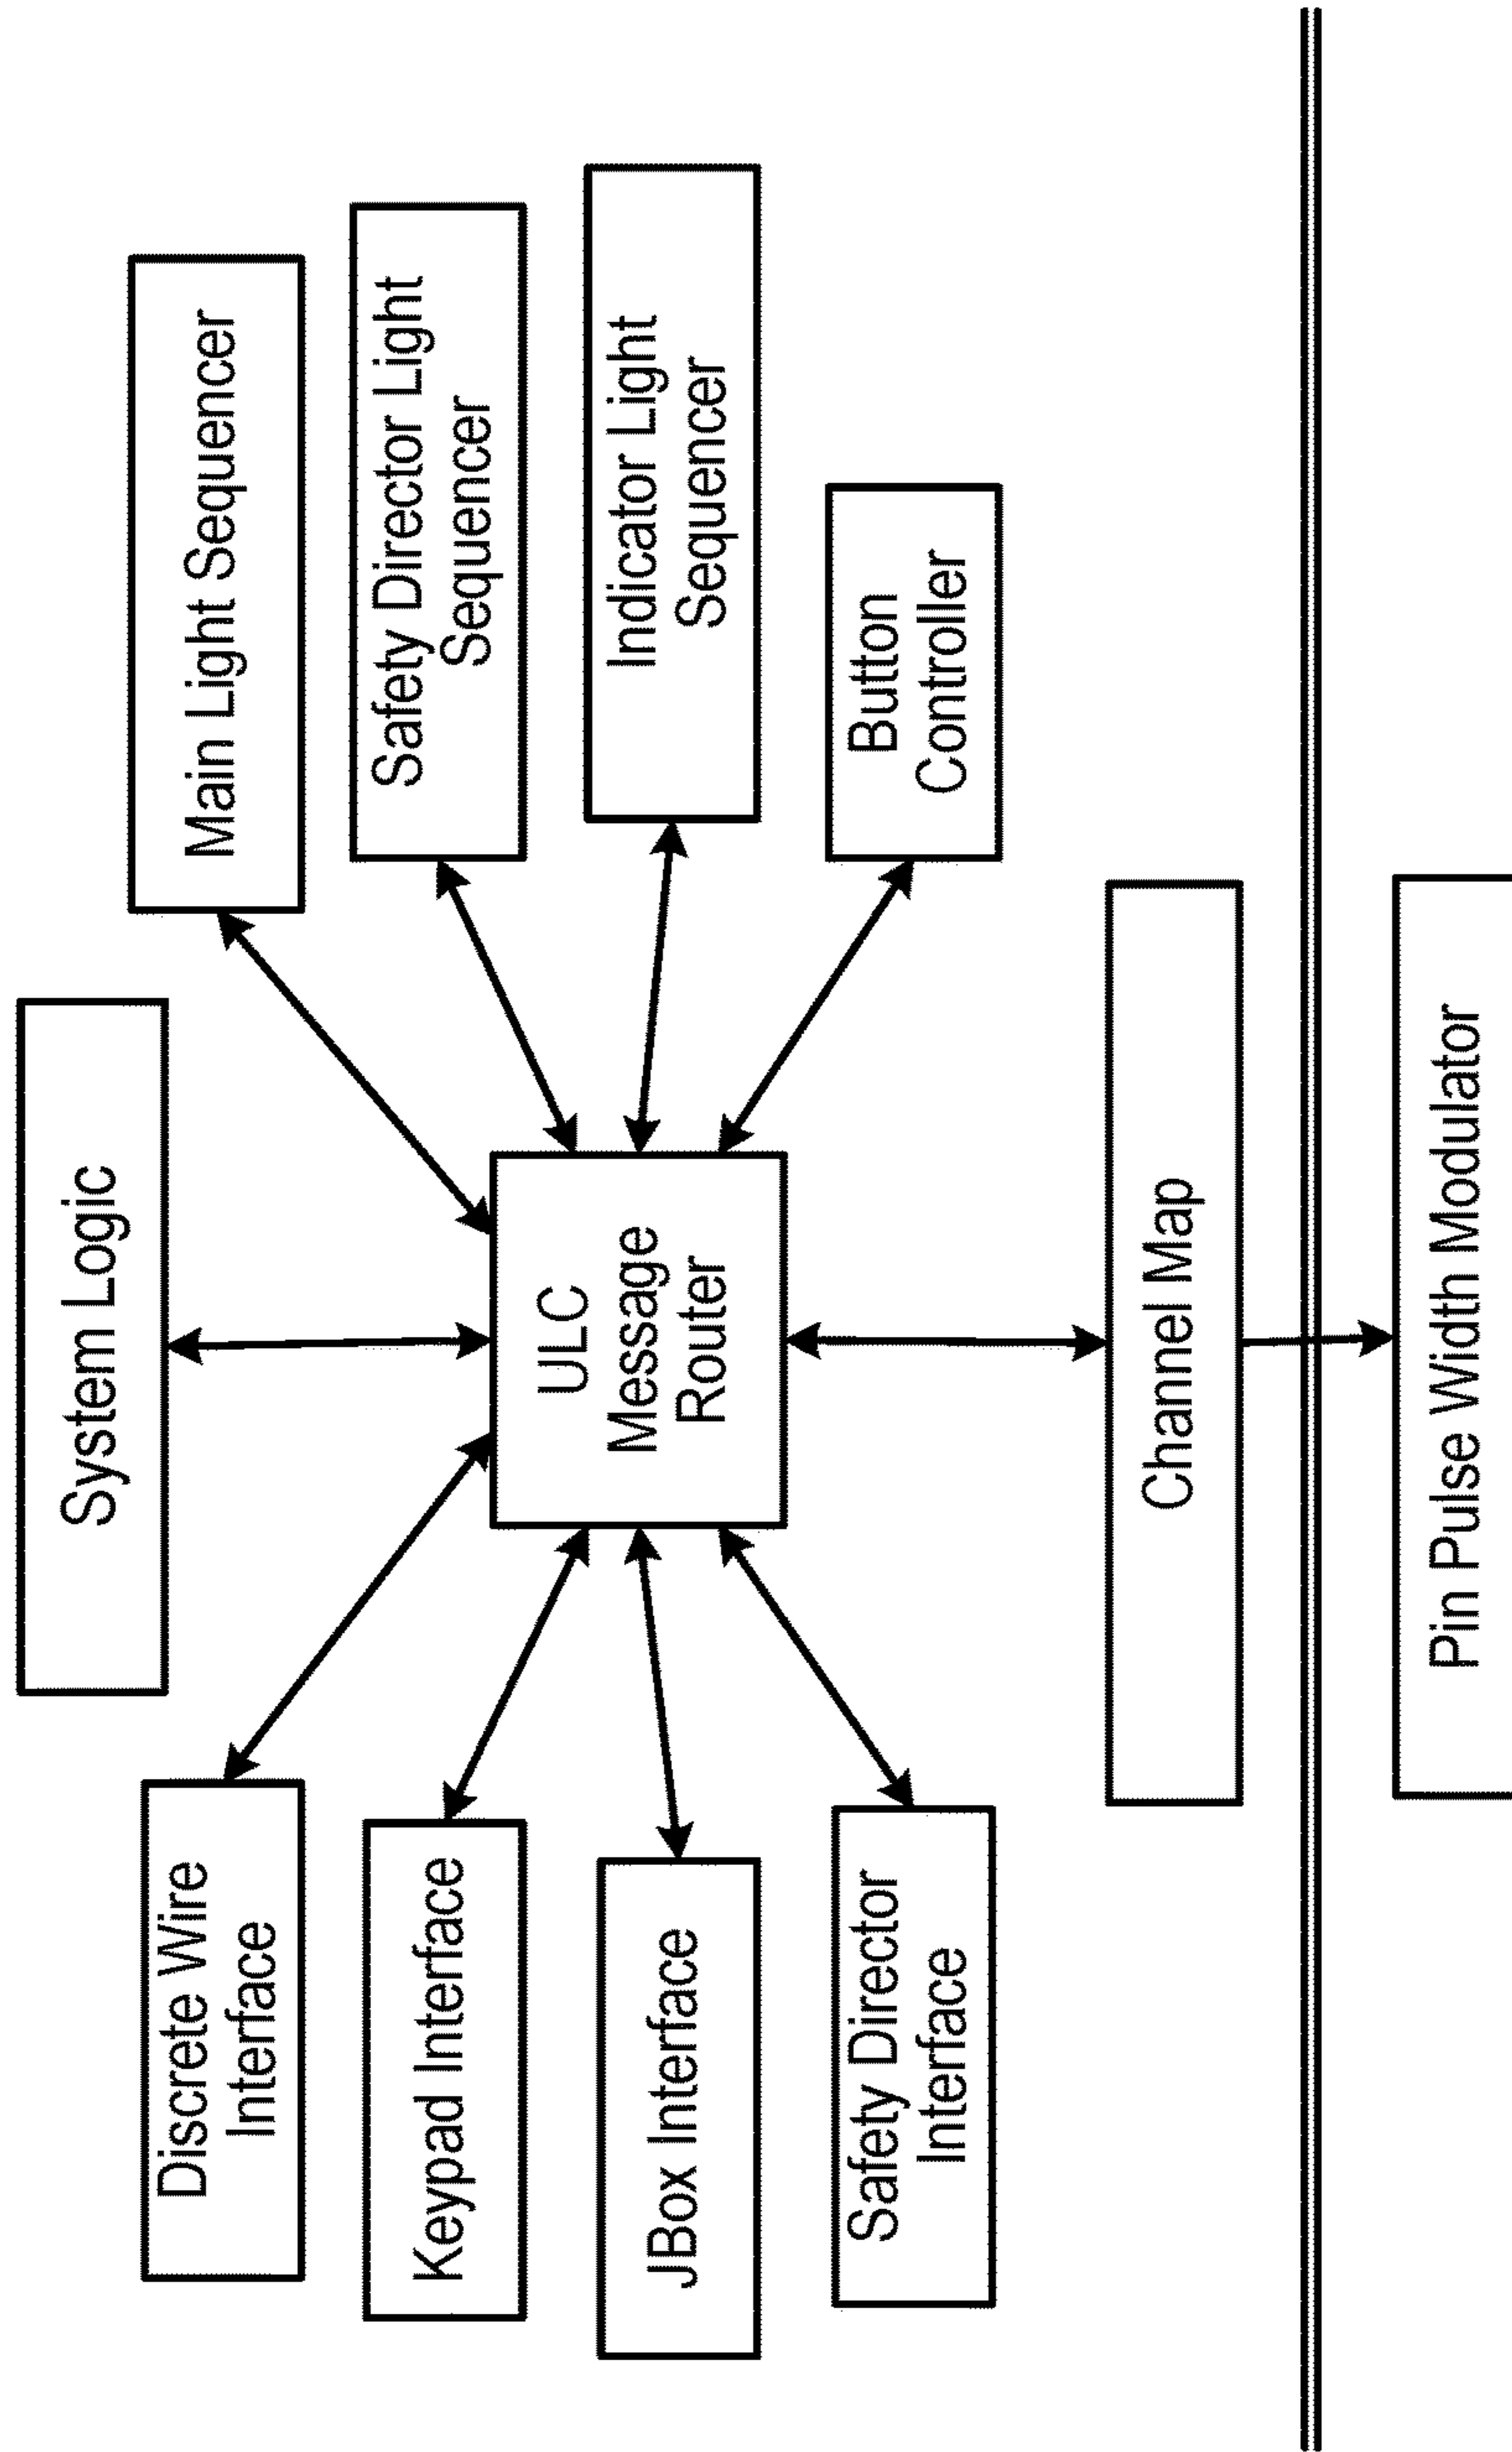 System Logic
Discrete Wire
Interface
Keypad Interface
JBox Interface
Safety Director
Interface
ULC
Message
Router
Main Light Sequencer
Safety Director Light
Sequencer
Indicator Light
Sequencer
Button
Controller
Channel Map
Pin Pulse Width Modulator